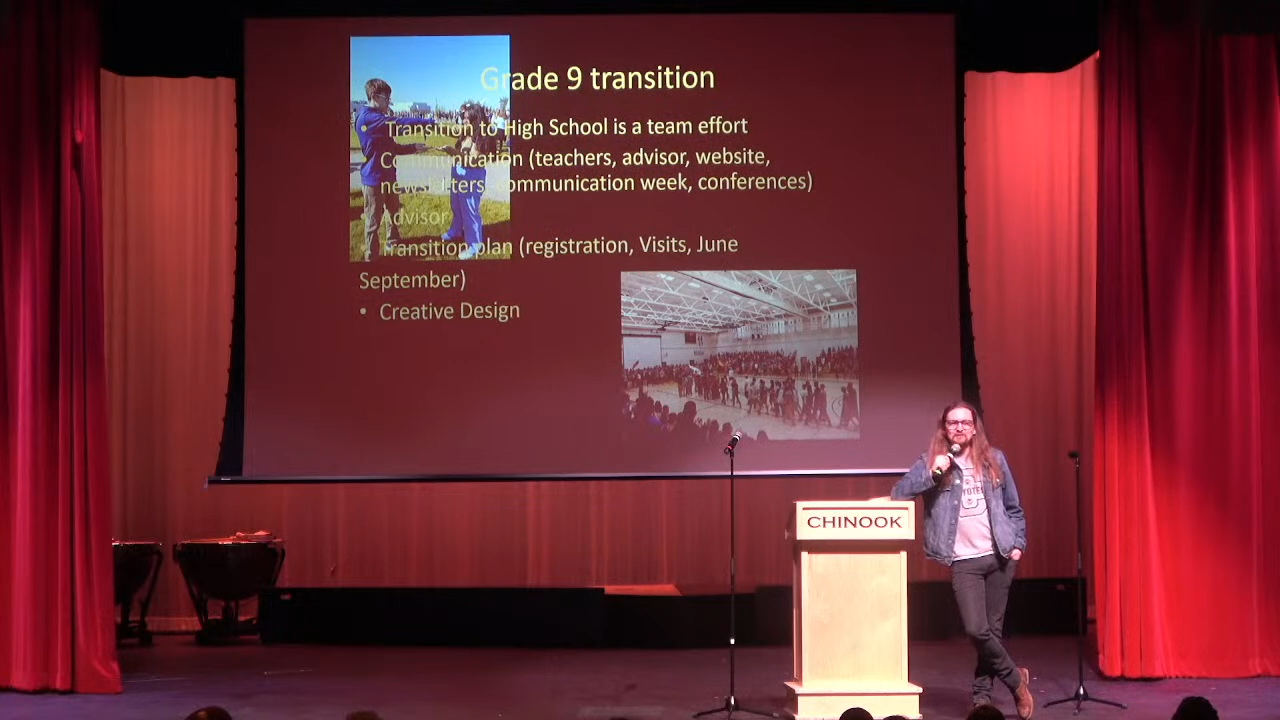 Grade 9 transition
Transition to High School is a team effort
Communication (teachers, advisor, website,
newsletters, communication week, conferences)
• Advisor
• Transition plan (registration, Visits, June
September)
• Creative Design
CHINOOK